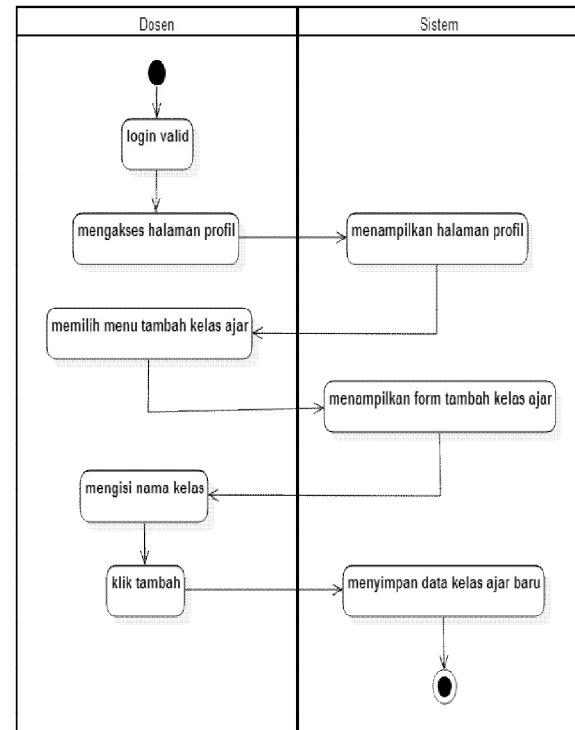 Dosen
Sistem
login valid
mengakses halaman profil
menampilkan halaman profil
memilih menu tambah kelas ajar
menampilkan form tambah kelas ajar
mengisi nama kelas
klik tambah
menyimpan data kelas ajar baru